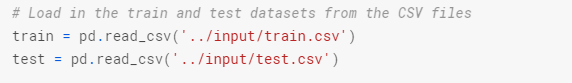 # Load in the train and test datasets from the CSV files
train = pd.read_csv('../input/train.csv')
test = pd.read_csv('../input/test.csv')